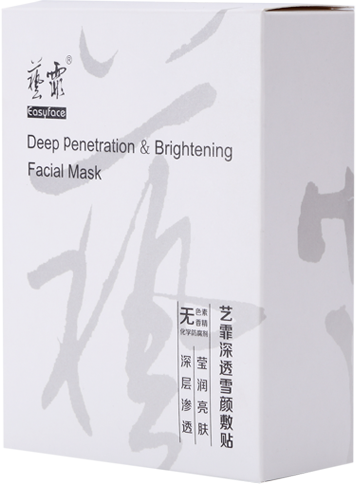 藝霏®
Easyface
Deep Penetration & Brightening
Facial Mask
艺霏深透雪颜敷贴
无色素
香精
化学防腐剂
莹润亮肤
深层渗透